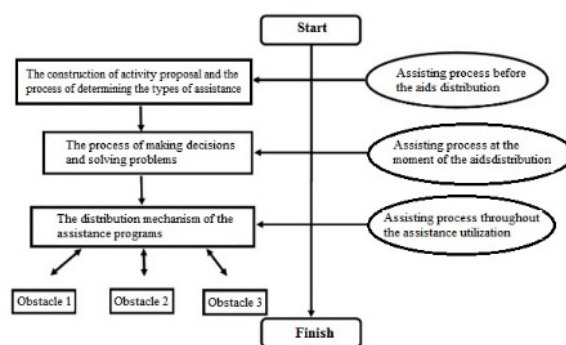 Start
The construction of activity proposal and the
process of determining the types of assistance
Assisting process before
the aids distribution
The process of making decisions
and solving problems
Assisting process at the
moment of the aidsdistribution
The distribution mechanism of the
assistance programs
Assisting process throughout
the assistance utilization
Obstacle 1
Obstacle 2
Obstacle 3
Finish